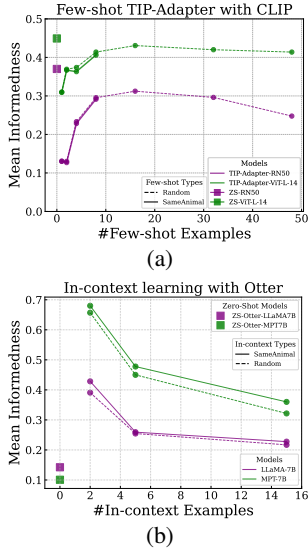 Few-shot TIP-Adapter with CLIP
Mean Informedness
0.5
0.4
0.3
0.2
0.1
0.0
Few-shot Types
Random
SameAnimal
Models
TIP-Adapter-RN50
TIP-Adapter-ViT-L-14
ZS-RN50
ZS-ViT-L-14
0 10 20 30 40 50
#Few-shot Examples
(a)
In-context learning with Otter
Mean Informedness
0.7
0.6
0.5
0.4
0.3
0.2
0.1
Zero-Shot Models
ZS-Otter-LLaMA7B
ZS-Otter-MPT7B
In-context Types
SameAnimal
Random
Models
LLaMA-7B
MPT-7B
0 2 4 6 8 10 12 14 16
#In-context Examples
(b)